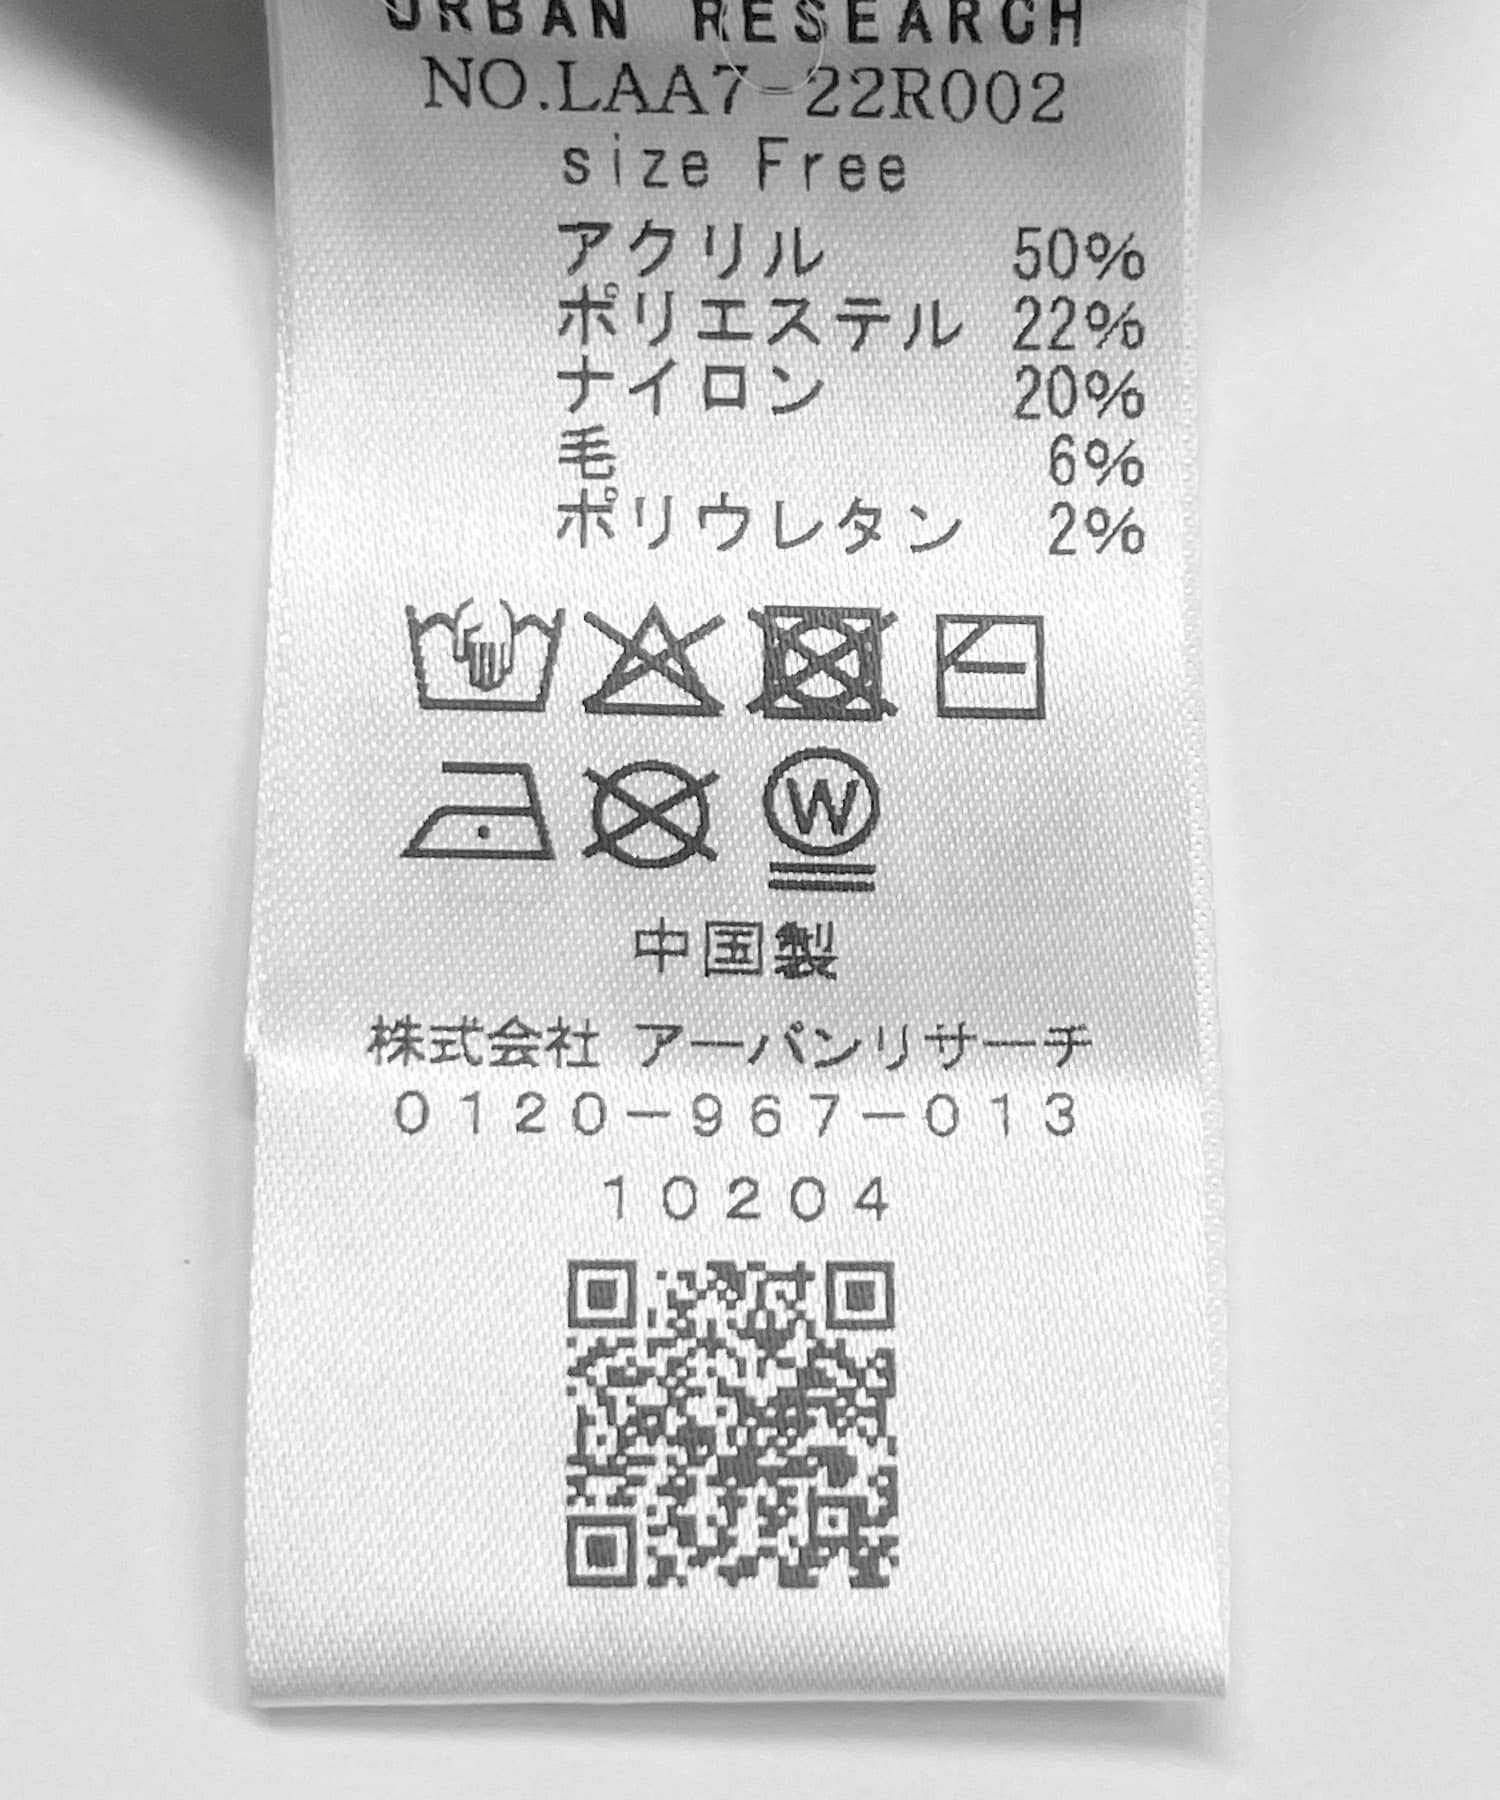 URBAN RESEARCH
NO.LAA7-22R002
size Free
アクリル 50%
ポリエステル 22%
ナイロン 20%
毛 6%
ポリウレタン 2%
W
中国製
株式会社 アーバンリサーチ
0120-967-013
10204